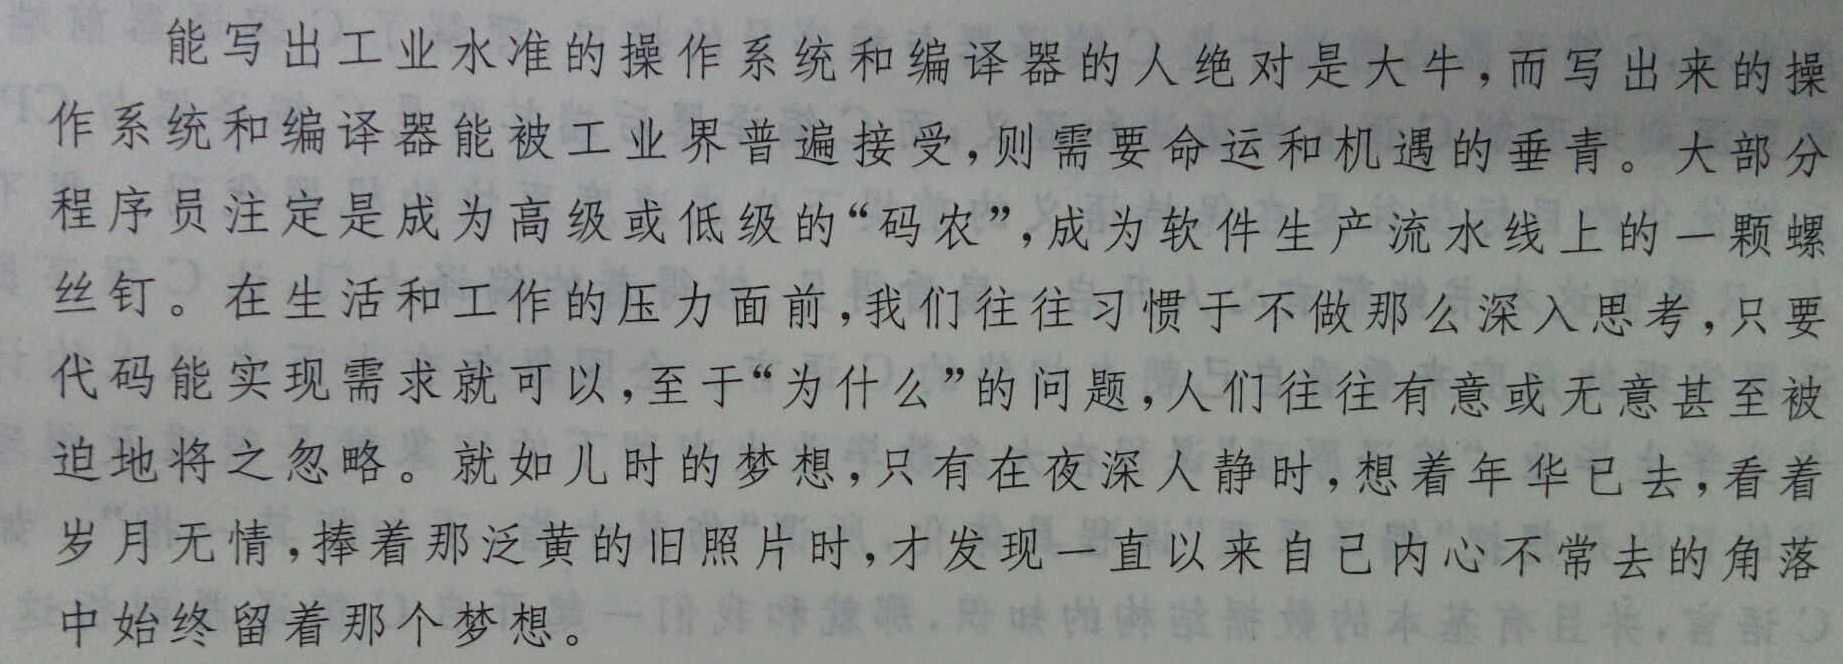 能写出工业水准的操作系统和编译器的人绝对是大牛,而写出来的操
作系统和编译器能被工业界普遍接受,则需要命运和机遇的垂青。大部分
程序员注定是成为高级或低级的“码农”,成为软件生产流水线上的一颗螺
丝钉。在生活和工作的压力面前,我们往往习惯于不做那么深入思考,只要
代码能实现需求就可以,至于“为什么”的问题,人们往往有意或无意甚至被
迫地将之忽略。就如儿时的梦想,只有在夜深人静时,想着年华已去,看着
岁月无情,捧着那泛黄的旧照片时,才发现一直以来自己内心不常去的角落
中始终留着那个梦想。